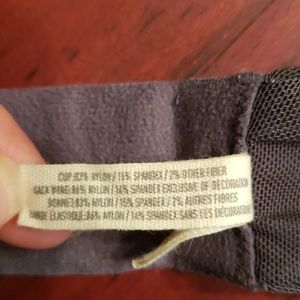 CUP:83% NYLON / 15% SPANDEX / 2% OTHER FIBER
BACK WING: 86% NYLON / 14% SPANDEX EXCLUSIVE OF DECORATION
BONNET: 83% NYLON / 15% SPANDEX / 2% AUTRES FIBRES
BANDE ELASTIQUE: 86% NYLON / 14% SPANDEX SANS LES DÉCORATIONS